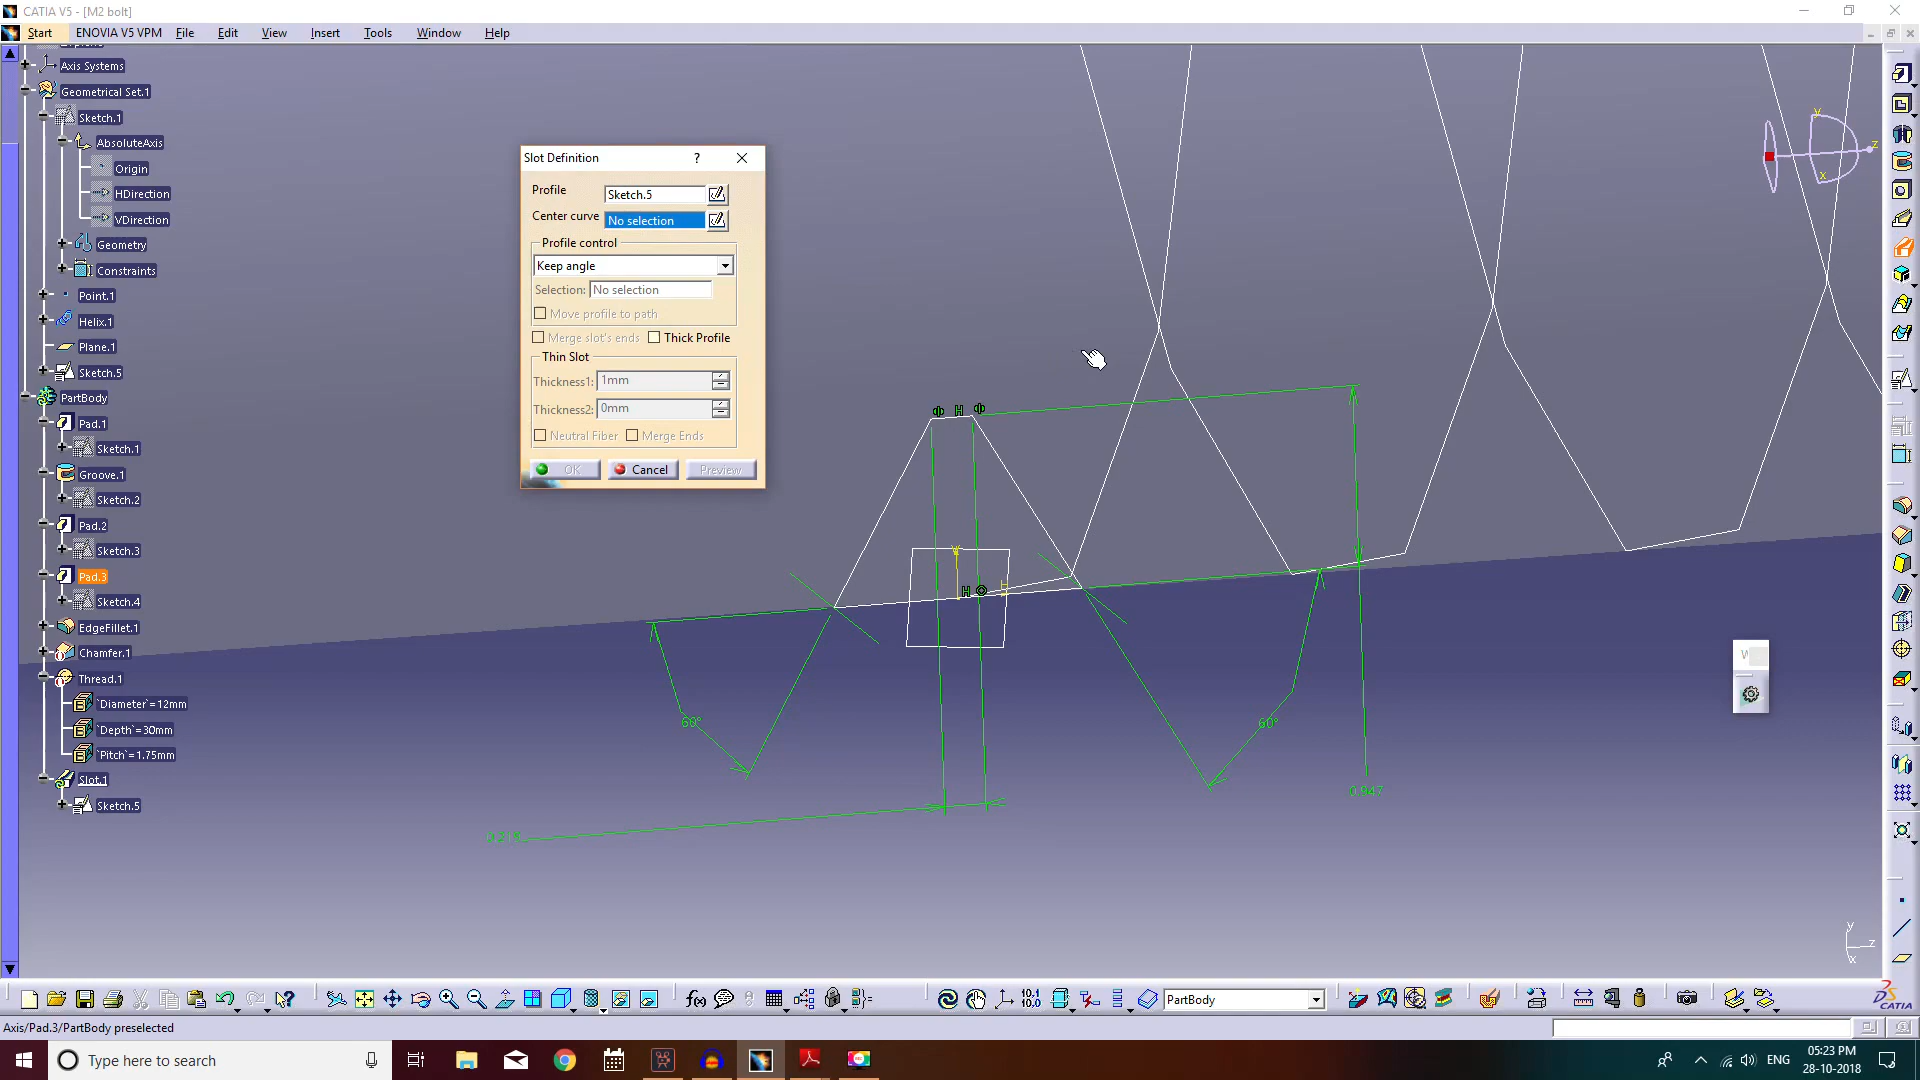 CATIA V5 - [M2 bolt]
Start
ENOVIA V5 VPM
File
Edit
View
Insert
Tools
Window
Help
Axis Systems
Geometrical Set.1
Sketch.1
AbsoluteAxis
Origin
HDirection
VDirection
Geometry
Constraints
Point.1
Helix.1
Plane.1
Sketch.5
PartBody
Pad.1
Sketch.1
Groove.1
Sketch.2
Pad.2
Sketch.3
Pad.3
Sketch.4
EdgeFillet.1
Chamfer.1
Thread.1
`Diameter`=12mm
`Depth`=30mm
`Pitch`=1.75mm
Slot.1
Sketch.5
Slot Definition
?
Profile
Sketch.5
Center curve
No selection
Profile control
Keep angle
Selection:
No selection
Move profile to path
Merge slot's ends
Thick Profile
Thin Slot
Thickness1:
1mm
Thickness2:
0mm
Neutral Fiber
Merge Ends
OK
Cancel
Preview
H
H
60°
60°
0.947
y
z
x
y
z
x
f(x)
10.1
PartBody
CATIA
Axis/Pad.3/PartBody preselected
Type here to search
ENG
05:23 PM
28-10-2018